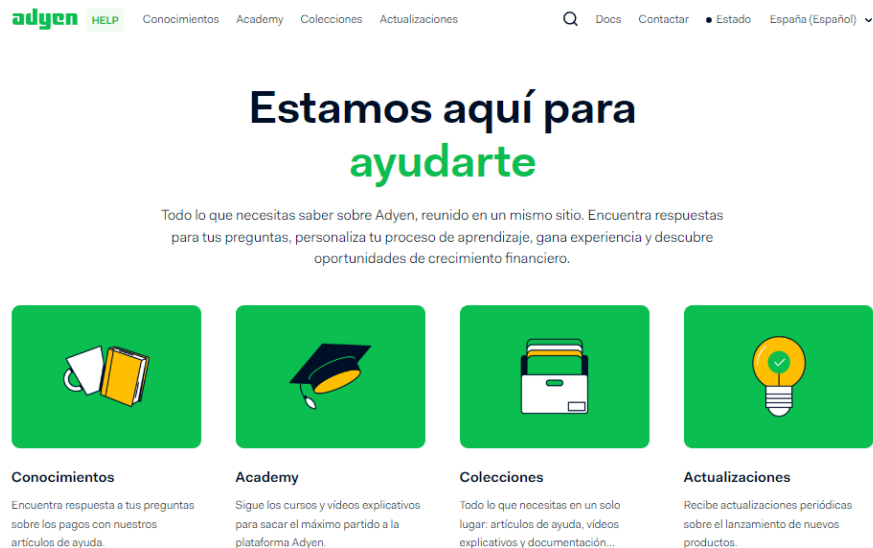 adyen HELP Conocimientos Academy Colecciones Actualizaciones Docs Contactar Estado España (Español)
Estamos aquí para
ayudarte
Todo lo que necesitas saber sobre Adyen, reunido en un mismo sitio. Encuentra respuestas
para tus preguntas, personaliza tu proceso de aprendizaje, gana experiencia y descubre
oportunidades de crecimiento financiero.
Conocimientos
Encuentra respuesta a tus preguntas
sobre los pagos con nuestros
artículos de ayuda.
Academy
Sigue los cursos y vídeos explicativos
para sacar el máximo partido a la
plataforma Adyen.
Colecciones
Todo lo que necesitas en un solo
lugar: artículos de ayuda, vídeos
explicativos y documentación...
Actualizaciones
Recibe actualizaciones periódicas
sobre el lanzamiento de nuevos
productos.